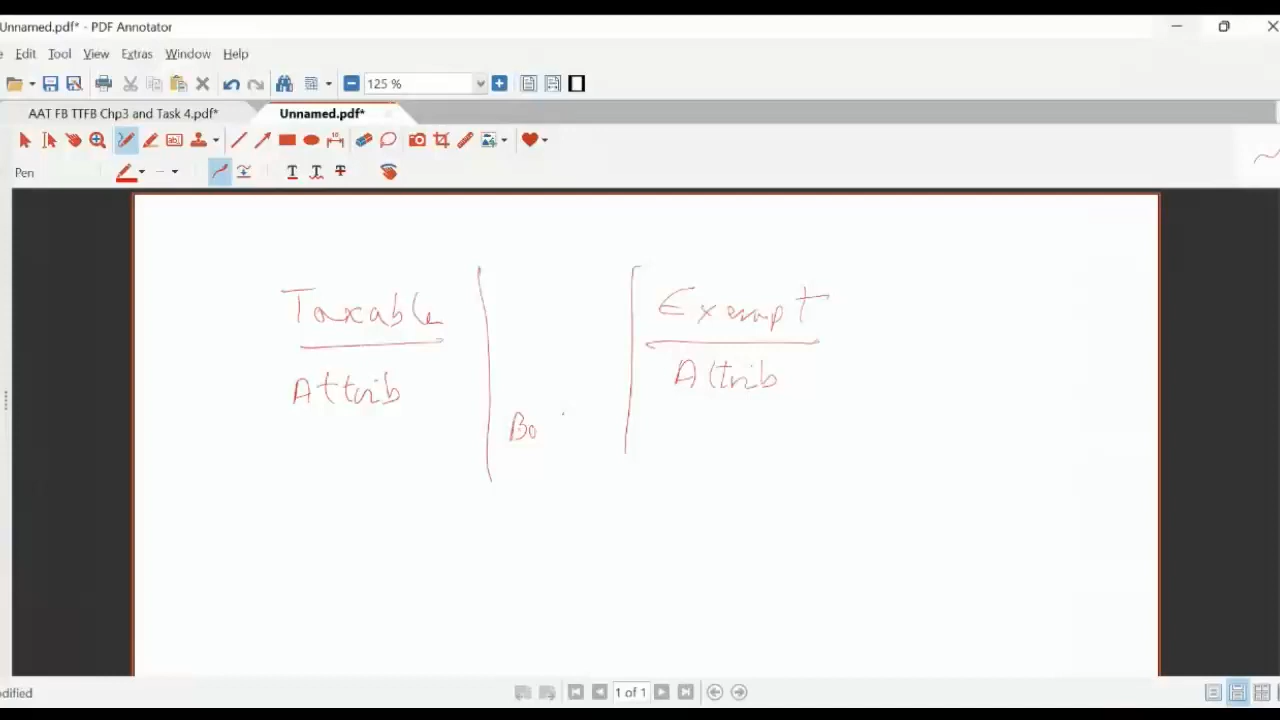 Unnamed.pdf* - PDF Annotator
Edit Tool View Extras Window Help
125 %
AAT FB TTFB Chp3 and Task 4.pdf* Unnamed.pdf*
Pen
Taxable Exempt
Attrib Attrib
Bo
odified 1 of 1